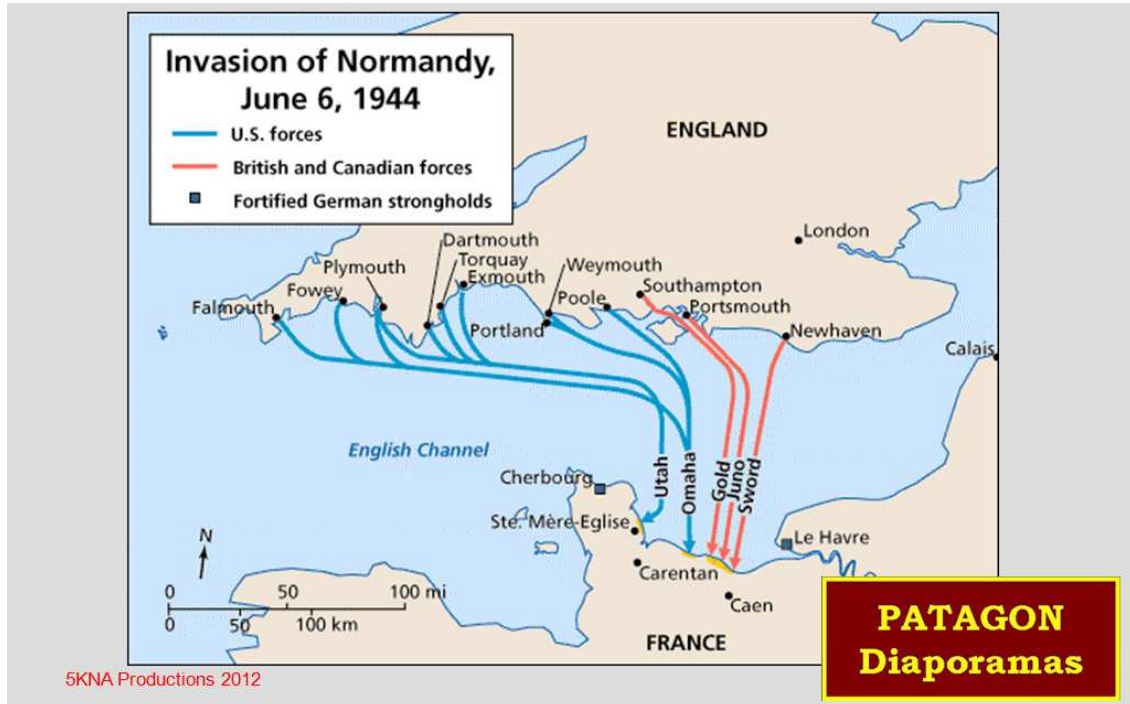 Invasion of Normandy,
June 6, 1944
U.S. forces
British and Canadian forces
Fortified German strongholds
ENGLAND
London
Dartmouth
Torquay
Exmouth
Plymouth
Fowey
Falmouth
Weymouth
Poole
Portland
Southampton
Portsmouth
Newhaven
Calais
English Channel
Utah
Omaha
Gold
Juno
Sword
Cherbourg
Ste. Mère-Eglise
Le Havre
Carentan
Caen
FRANCE
N
0 50 100 mi
0 50 100 km
PATAGON
Diaporamas
5KNA Productions 2012